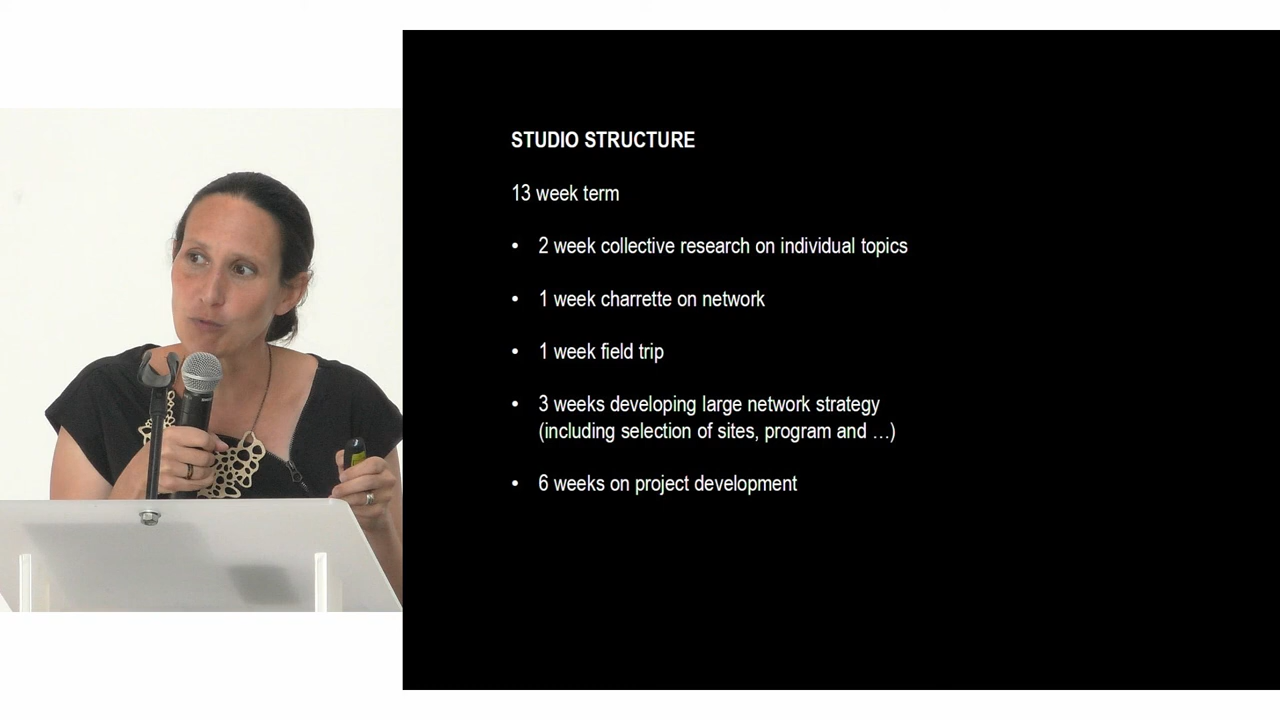 STUDIO STRUCTURE
13 week term
• 2 week collective research on individual topics
• 1 week charrette on network
• 1 week field trip
• 3 weeks developing large network strategy
(including selection of sites, program and …)
• 6 weeks on project development